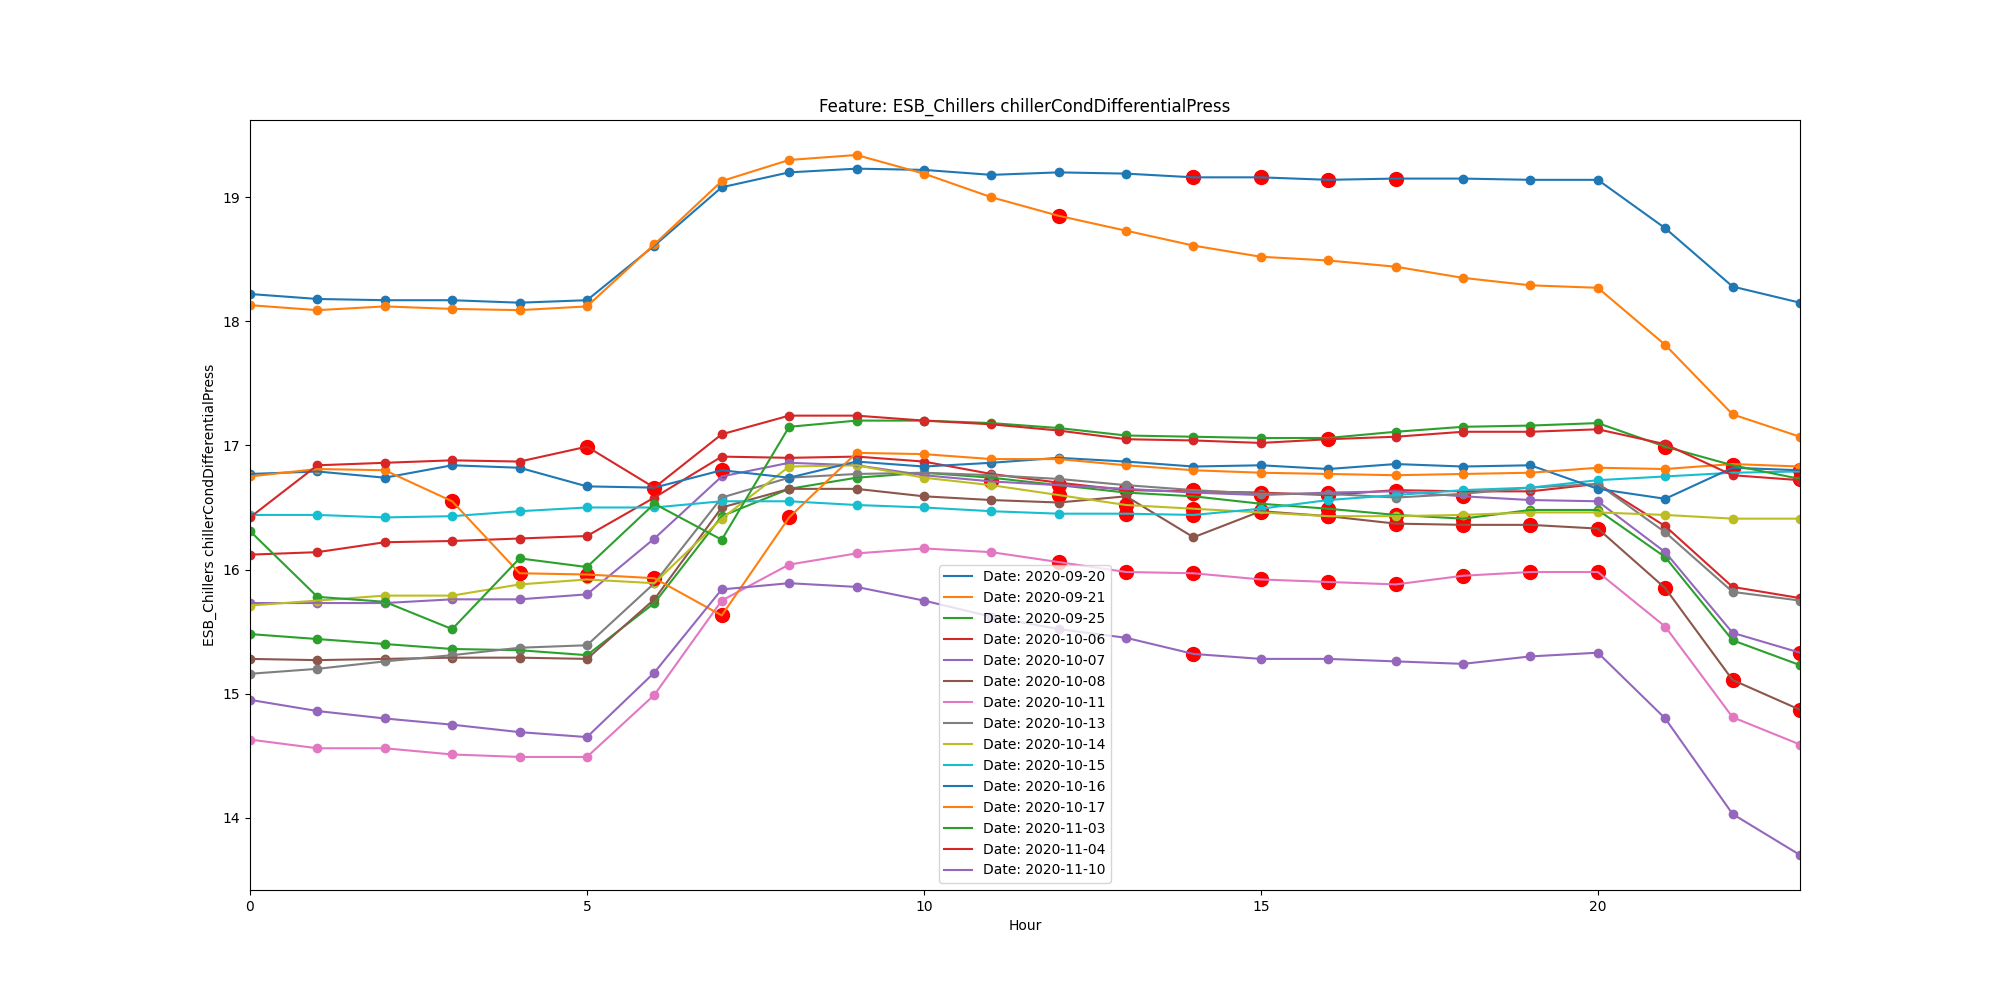 Feature: ESB_Chillers chillerCondDifferentialPress
ESB_Chillers chillerCondDifferentialPress
19
18
17
16
15
14
Date: 2020-09-20
Date: 2020-09-21
Date: 2020-09-25
Date: 2020-10-06
Date: 2020-10-07
Date: 2020-10-08
Date: 2020-10-11
Date: 2020-10-13
Date: 2020-10-14
Date: 2020-10-15
Date: 2020-10-16
Date: 2020-10-17
Date: 2020-11-03
Date: 2020-11-04
Date: 2020-11-10
0 5 10 15 20
Hour